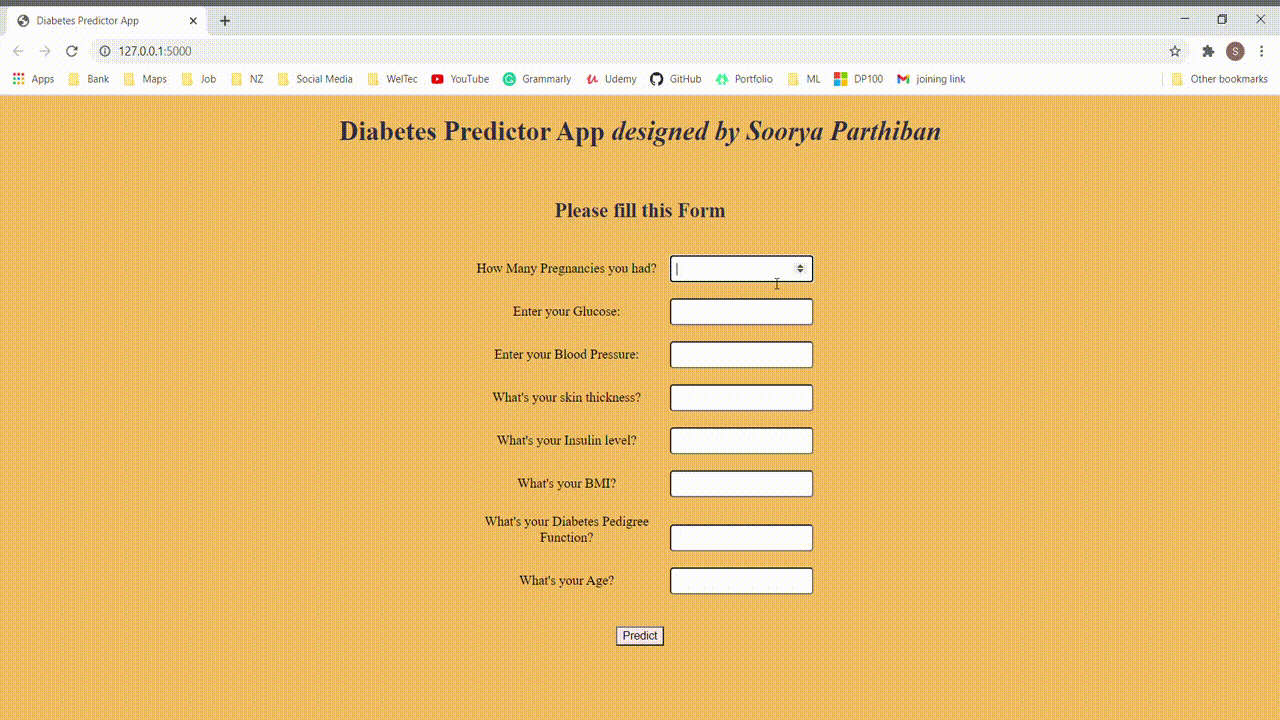 Diabetes Predictor App
127.0.0.1:5000
S
Apps Bank Maps Job NZ Social Media WelTec YouTube Grammarly Udemy GitHub Portfolio ML DP100 joining link Other bookmarks
Diabetes Predictor App designed by Soorya Parthiban
Please fill this Form
How Many Pregnancies you had?
Enter your Glucose:
Enter your Blood Pressure:
What's your skin thickness?
What's your Insulin level?
What's your BMI?
What's your Diabetes Pedigree
Function?
What's your Age?
Predict